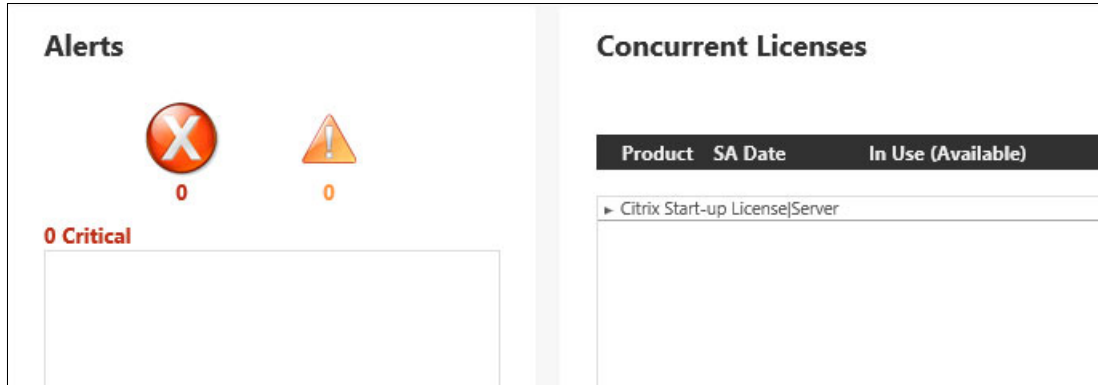 Alerts
0
0
0 Critical
Concurrent Licenses
Product SA Date In Use (Available)
Citrix Start-up License|Server